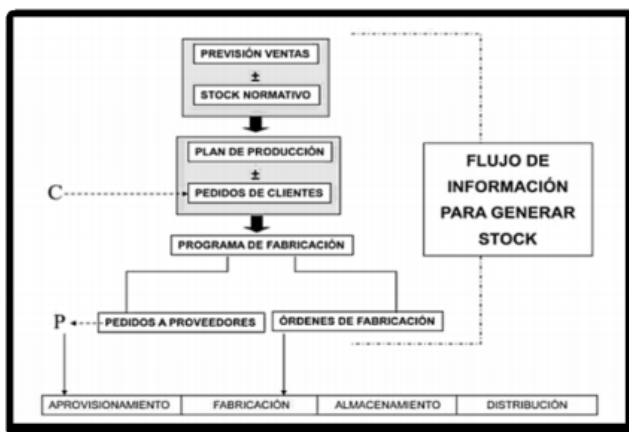 PREVISIÓN VENTAS
±
STOCK NORMATIVO
PLAN DE PRODUCCIÓN
±
C
PEDIDOS DE CLIENTES
FLUJO DE
INFORMACIÓN
PARA GENERAR
STOCK
PROGRAMA DE FABRICACIÓN
P
PEDIDOS A PROVEEDORES
ÓRDENES DE FABRICACIÓN
APROVISIONAMIENTO
FABRICACIÓN
ALMACENAMIENTO
DISTRIBUCIÓN